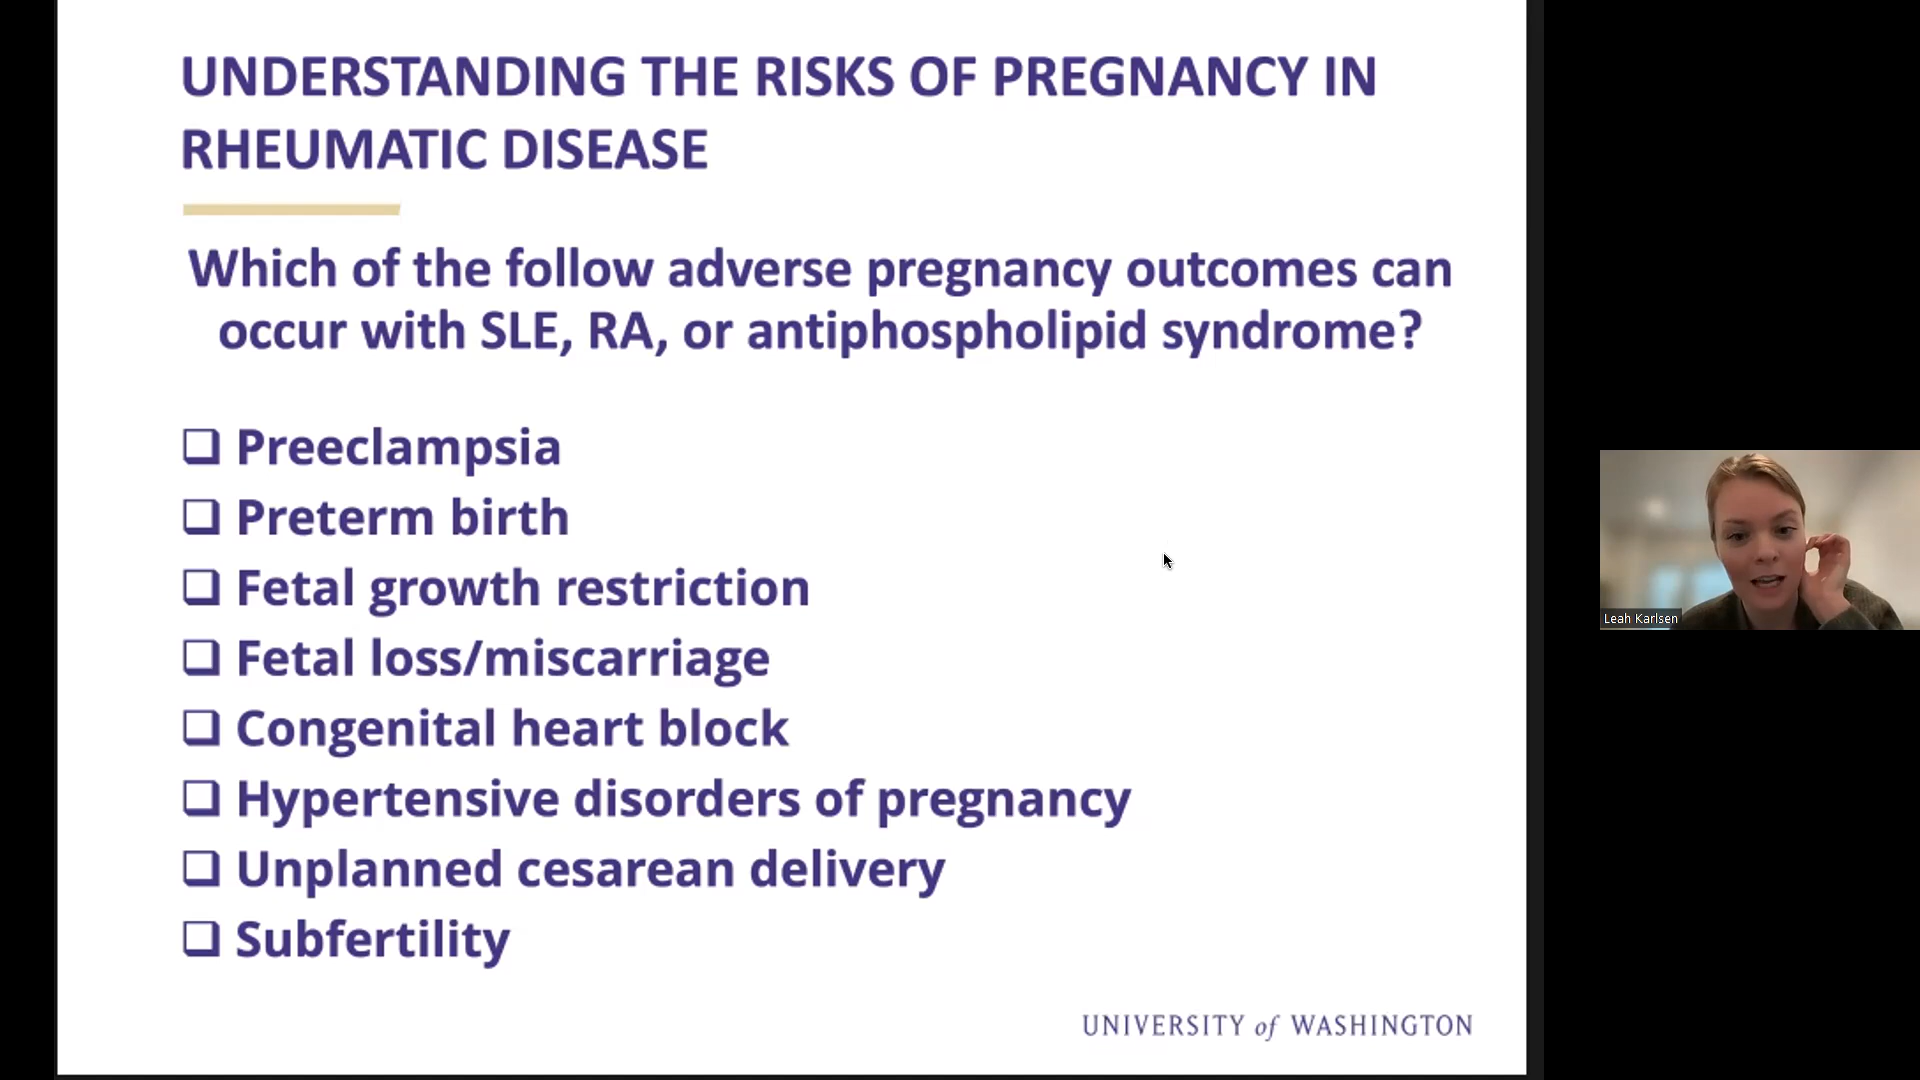 UNDERSTANDING THE RISKS OF PREGNANCY IN
RHEUMATIC DISEASE
Which of the follow adverse pregnancy outcomes can
occur with SLE, RA, or antiphospholipid syndrome?
Preeclampsia
Preterm birth
Fetal growth restriction
Fetal loss/miscarriage
Congenital heart block
Hypertensive disorders of pregnancy
Unplanned cesarean delivery
Subfertility
UNIVERSITY of WASHINGTON
Leah Karlsen